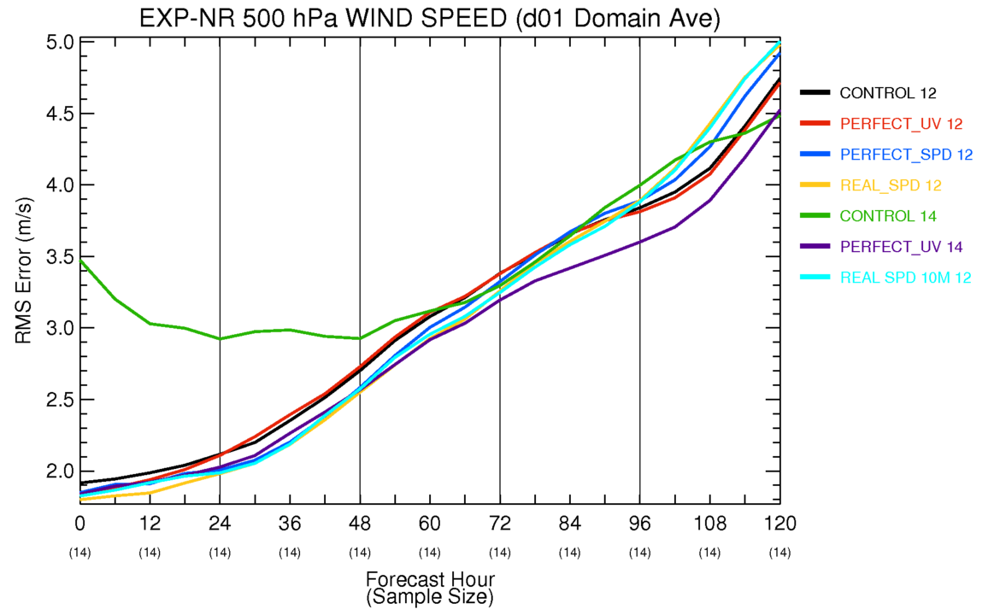 EXP-NR 500 hPa WIND SPEED (d01 Domain Ave)
5.0
4.5
4.0
3.5
3.0
2.5
2.0
RMS Error (m/s)
0 12 24 36 48 60 72 84 96 108 120
(14) (14) (14) (14) (14) (14) (14) (14) (14) (14) (14)
Forecast Hour
(Sample Size)
CONTROL 12
PERFECT_UV 12
PERFECT_SPD 12
REAL_SPD 12
CONTROL 14
PERFECT_UV 14
REAL SPD 10M 12